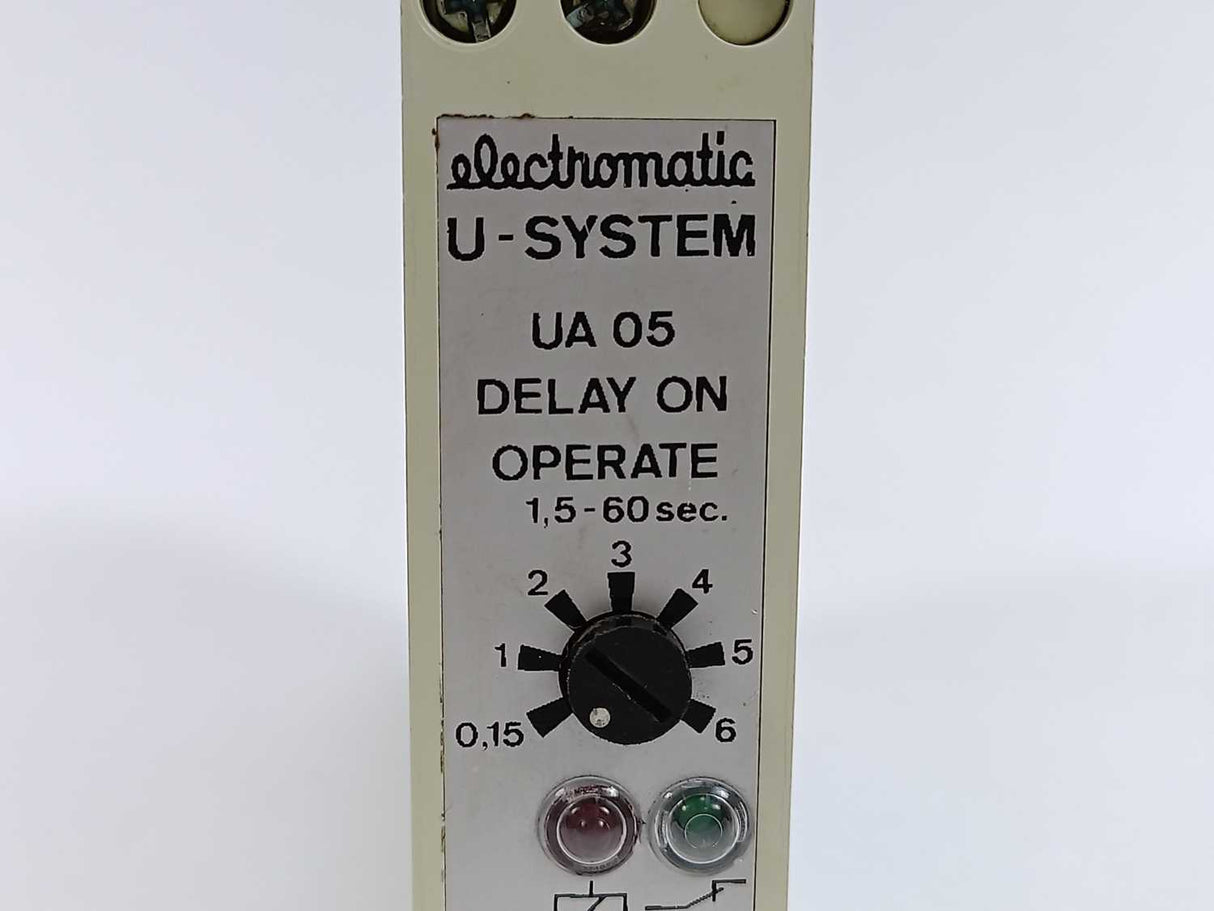 electromatic
U-SYSTEM
UA 05
DELAY ON
OPERATE
1,5-60 sec.
3
2 4
1 5
0,15 6